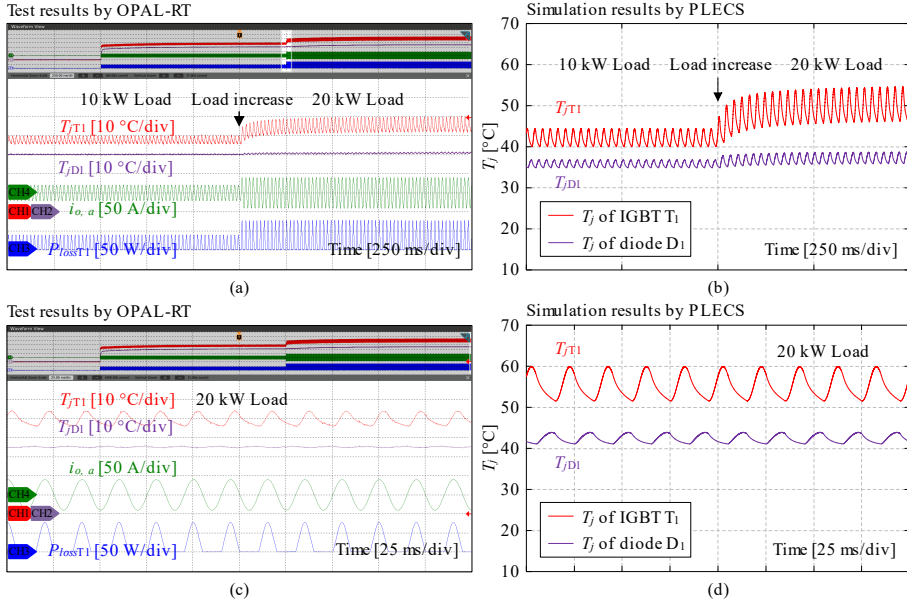 Test results by OPAL-RT
Waveform View
10 kW Load
Load increase
20 kW Load
TjT1 [10 °C/div]
TjD1 [10 °C/div]
CH4
io, a [50 A/div]
CH1
CH2
CH3
PlossT1 [50 W/div]
Time [250 ms/div]
(a)
Simulation results by PLECS
70
60
50
40
30
20
10
Tj [°C]
10 kW Load
Load increase
20 kW Load
TjT1
TjD1
Tj of IGBT T1
Tj of diode D1
Time [250 ms/div]
(b)
Test results by OPAL-RT
Waveform View
TjT1 [10 °C/div]
20 kW Load
TjD1 [10 °C/div]
io, a [50 A/div]
CH4
CH1
CH2
CH3
PlossT1 [50 W/div]
Time [25 ms/div]
(c)
Simulation results by PLECS
70
60
50
40
30
20
10
Tj [°C]
TjT1
20 kW Load
TjD1
Tj of IGBT T1
Tj of diode D1
Time [25 ms/div]
(d)